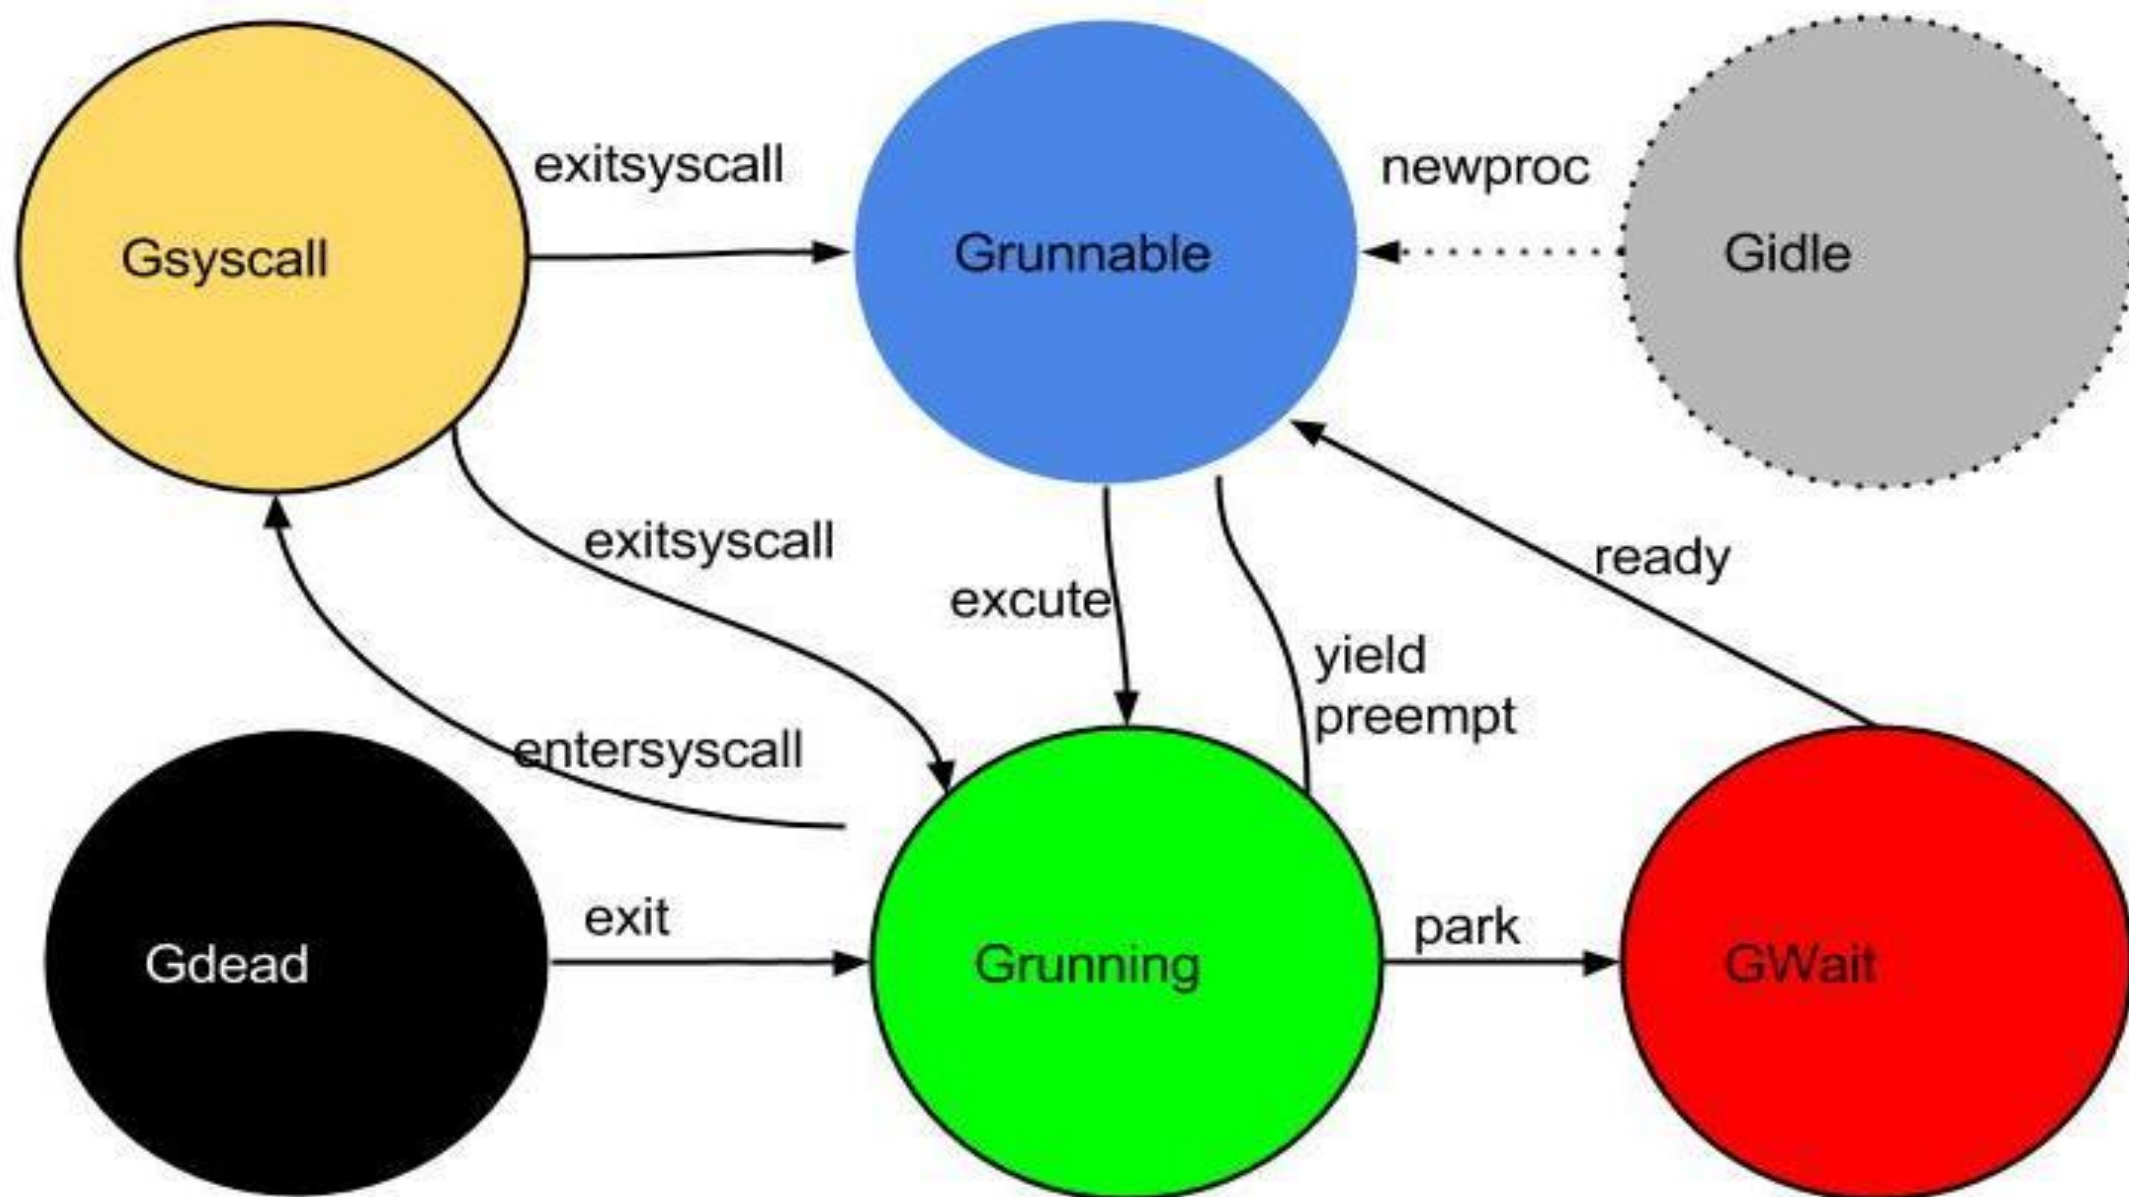 exitsyscall
newproc
Gsyscall
Grunnable
Gidle
exitsyscall
excute
ready
yield
preempt
entersyscall
exit
park
Gdead
Grunning
GWait